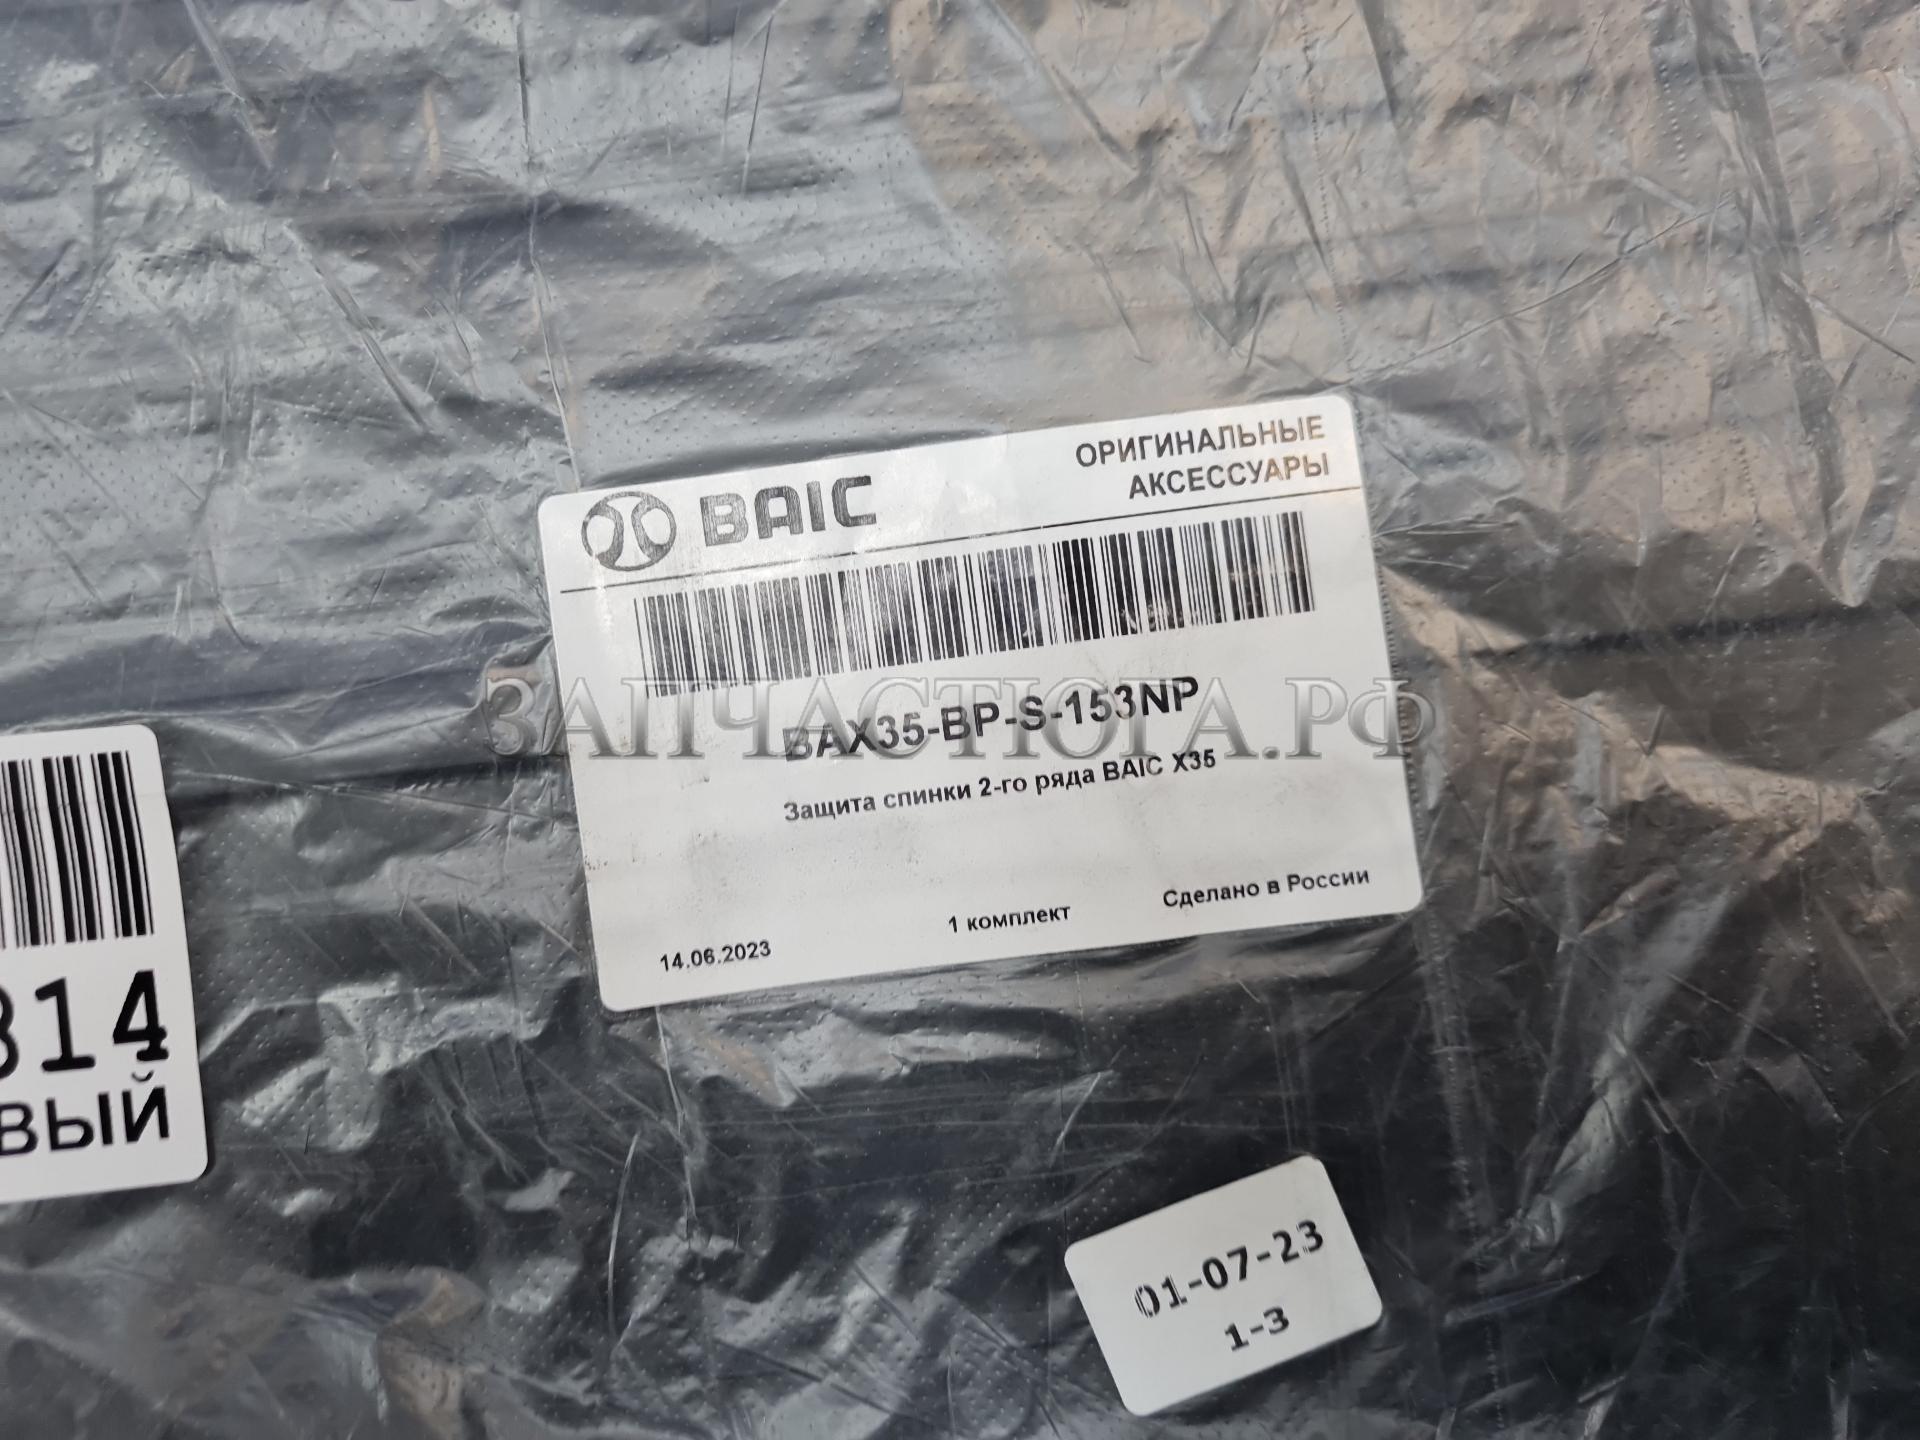 BAIC
ОРИГИНАЛЬНЫЕ
АКСЕССУАРЫ
BAX35-BP-S-153NP
ЗАПЧАСТЮГА.РФ
Защита спинки 2-го ряда BAIC X35
14.06.2023
1 комплект
Сделано в России
814
вый
01-07-23
1-3